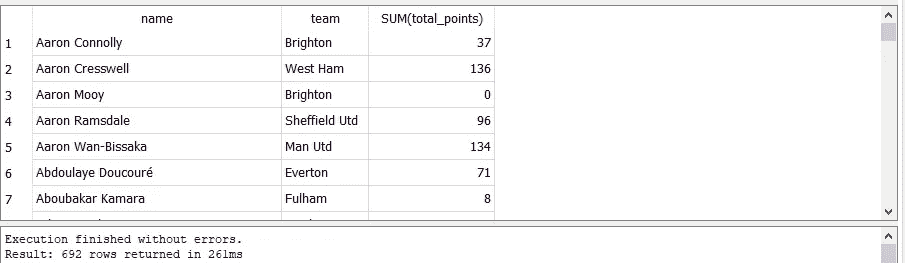 name team SUM(total_points)
1 Aaron Connolly Brighton 37
2 Aaron Cresswell West Ham 136
3 Aaron Mooy Brighton 0
4 Aaron Ramsdale Sheffield Utd 96
5 Aaron Wan-Bissaka Man Utd 134
6 Abdoulaye Doucouré Everton 71
7 Aboubakar Kamara Fulham 8
Execution finished without errors.
Result: 692 rows returned in 261ms